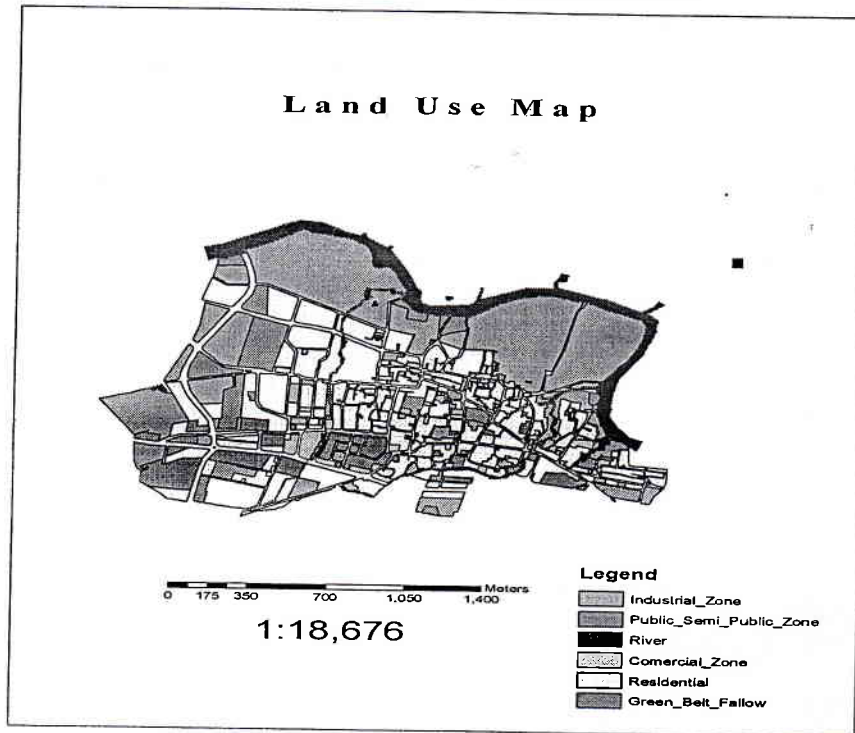 Land Use Map
0 175 350 700 1,050 1,400 Meters
1:18,676
Legend
Industrial_Zone
Public_Semi_Public_Zone
River
Comercial_Zone
Residential
Green_Belt_Fallow